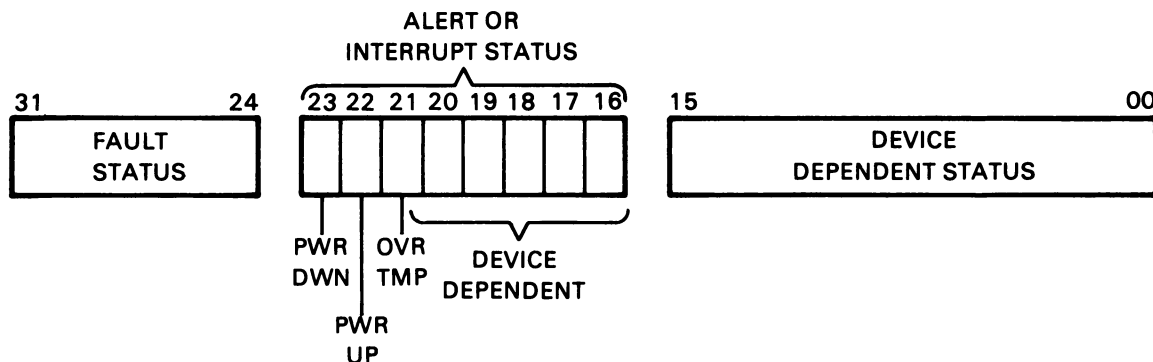 ALERT OR
INTERRUPT STATUS
31 24 23 22 21 20 19 18 17 16 15 00
FAULT
STATUS
DEVICE
DEPENDENT STATUS
PWR
DWN
OVR
TMP
DEVICE
DEPENDENT
PWR
UP